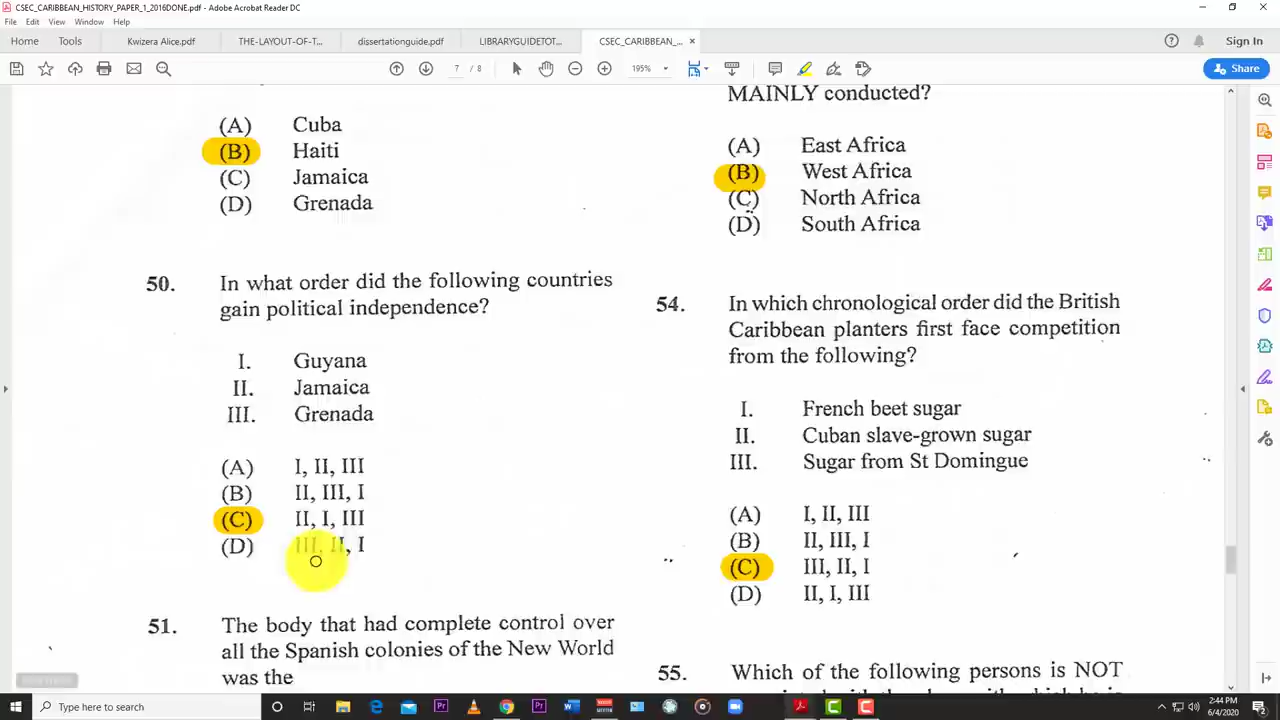 CSEC_CARIBBEAN_HISTORY_PAPER_1_2016DONE.pdf - Adobe Acrobat Reader DC
File Edit View Window Help
Home Tools Kwizera Alice.pdf THE-LAYOUT-OF-T... dissertationguide.pdf LIBRARYGUIDETOT... CSEC_CARIBBEAN_... × Sign In
7 / 8 195% Share
(A) Cuba
(B) Haiti
(C) Jamaica
(D) Grenada
50. In what order did the following countries
gain political independence?
I. Guyana
II. Jamaica
III. Grenada
(A) I, II, III
(B) II, III, I
(C) II, I, III
(D) III, II, I
51. The body that had complete control over
all the Spanish colonies of the New World
was the
MAINLY conducted?
(A) East Africa
(B) West Africa
(C) North Africa
(D) South Africa
54. In which chronological order did the British
Caribbean planters first face competition
from the following?
I. French beet sugar
II. Cuban slave-grown sugar
III. Sugar from St Domingue
(A) I, II, III
(B) II, III, I
(C) III, II, I
(D) II, I, III
55. Which of the following persons is NOT
Type here to search
2:44 PM
6/4/2020